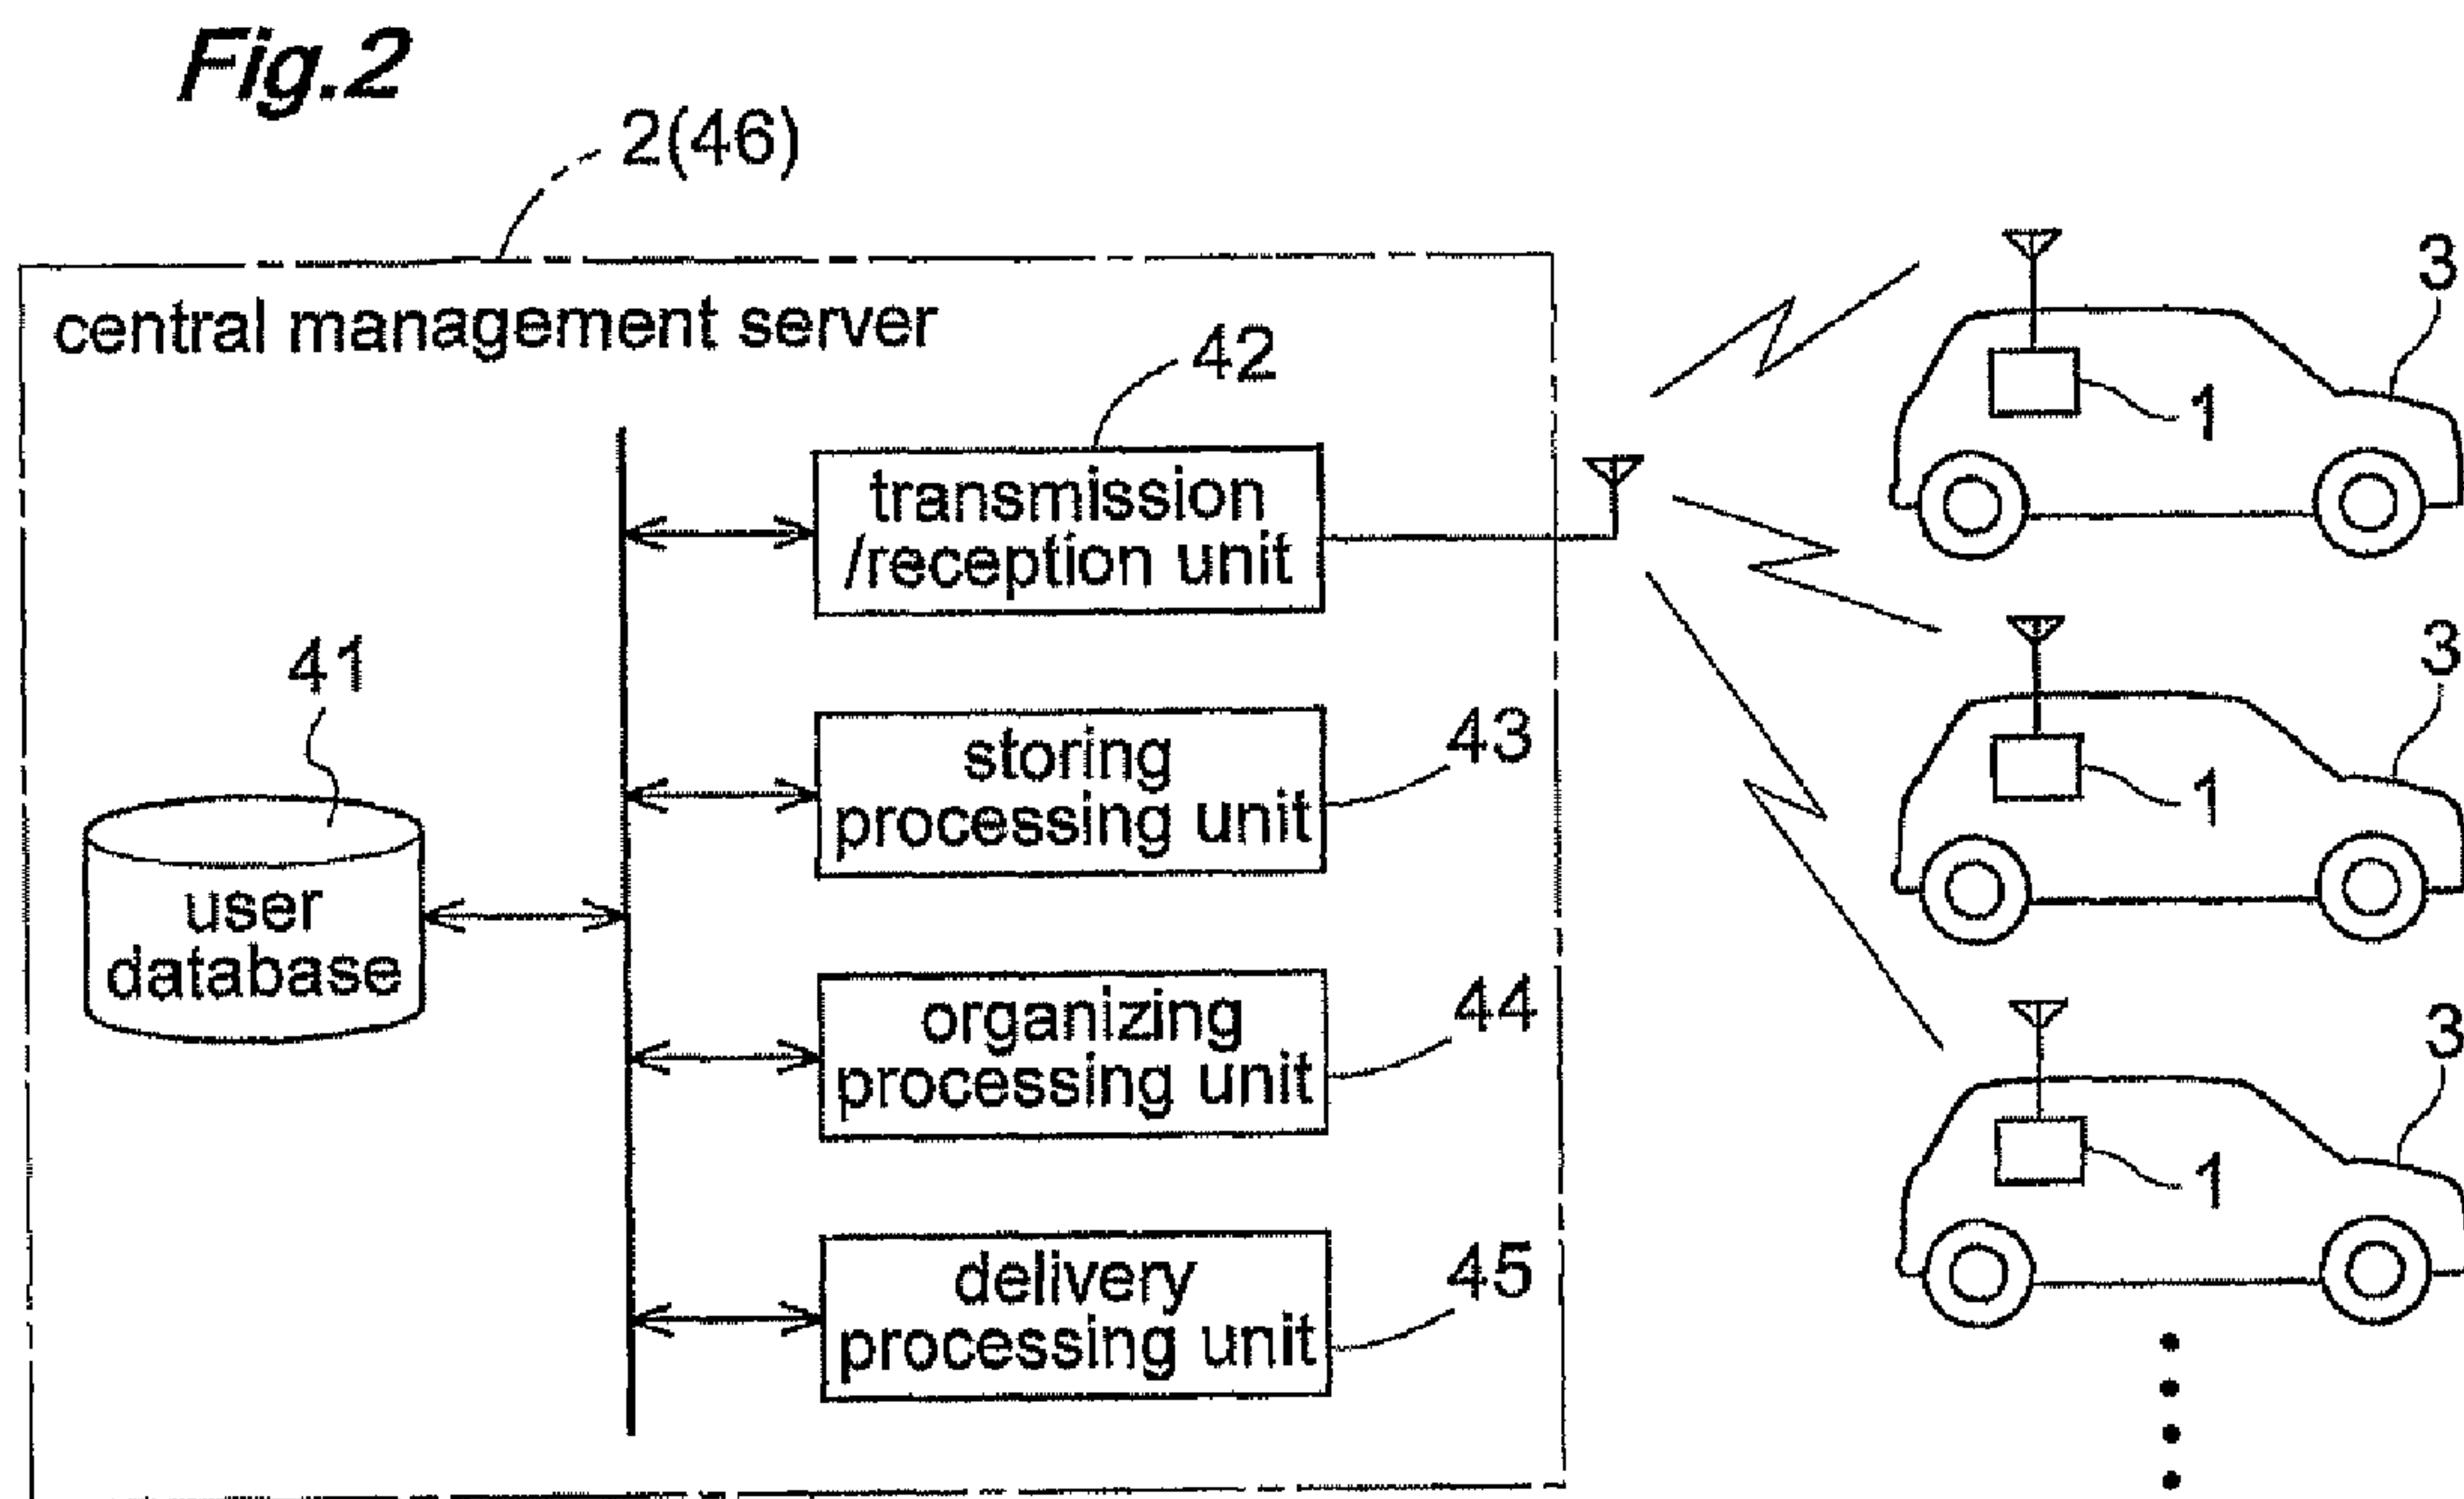 Fig.2
2(46)
central management server
42
transmission
/reception unit
41
user
database
storing
processing unit
43
organizing
processing unit
44
delivery
processing unit
45
3
1
3
1
3
1